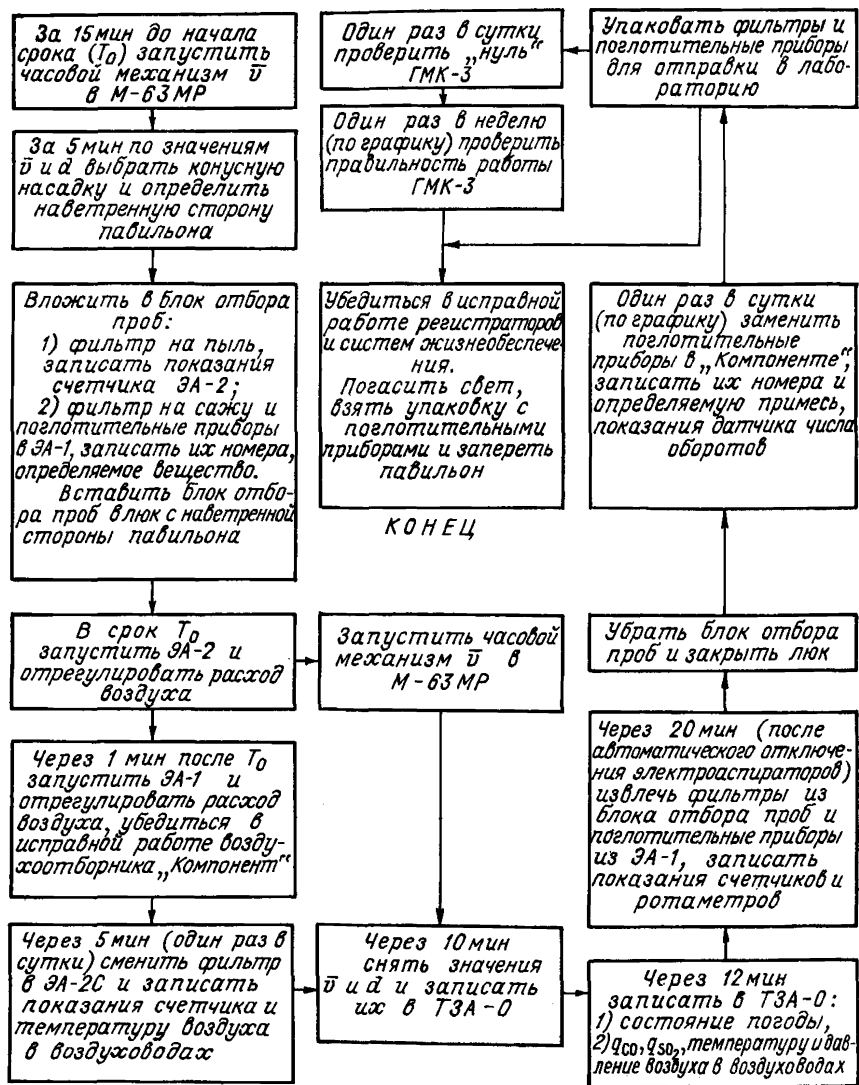 За 15 мин до начала
срока (T₀) запустить
часовой механизм v̅
в М-63МР
За 5 мин по значениям
v̅ и d выбрать конусную
насадку и определить
наветренную сторону
павильона
Вложить в блок отбора
проб:
1) фильтр на пыль,
записать показания
счетчика ЭА-2;
2) фильтр на сажу и
поглотительные приборы
в ЭА-1, записать их номера,
определяемое вещество.
Вставить блок отбо-
ра проб в люк с наветренной
стороны павильона
В срок T₀
запустить ЭА-2 и
отрегулировать расход
воздуха
Через 1 мин после T₀
запустить ЭА-1 и
отрегулировать расход
воздуха, убедиться в
исправной работе возду-
хоотборника „Компонент“
Через 5 мин (один раз в
сутки) сменить фильтр
в ЭА-2С и записать
показания счетчика и
температуру воздуха
в воздуховодах
Запустить часовой
механизм v̅ в
М-63МР
Через 10 мин
снять значения
v̅ и d и записать
их в ТЗА-0
Через 12 мин
записать в ТЗА-0:
1) состояние погоды,
2) q_CO, q_SO₂, температуру и дав-
ление воздуха в воздуховодах
Через 20 мин (после
автоматического отключе-
ния электроаспираторов)
извлечь фильтры из
блока отбора проб и
поглотительные приборы
из ЭА-1, записать
показания счетчиков и
ротаметров
Убрать блок отбора
проб и закрыть люк
Один раз в сутки
(по графику) заменить
поглотительные
приборы в „Компоненте“,
записать их номера и
определяемую примесь,
показания датчика числа
оборотов
Упаковать фильтры и
поглотительные приборы
для отправки в лабо-
раторию
Один раз в сутки
проверить „нуль“
ГМК-3
Один раз в неделю
(по графику) проверить
правильность работы
ГМК-3
Убедиться в исправной
работе регистраторов
и систем жизнеобеспече-
ния.
Погасить свет,
взять упаковку с
поглотительными
приборами и запереть
павильон
КОНЕЦ